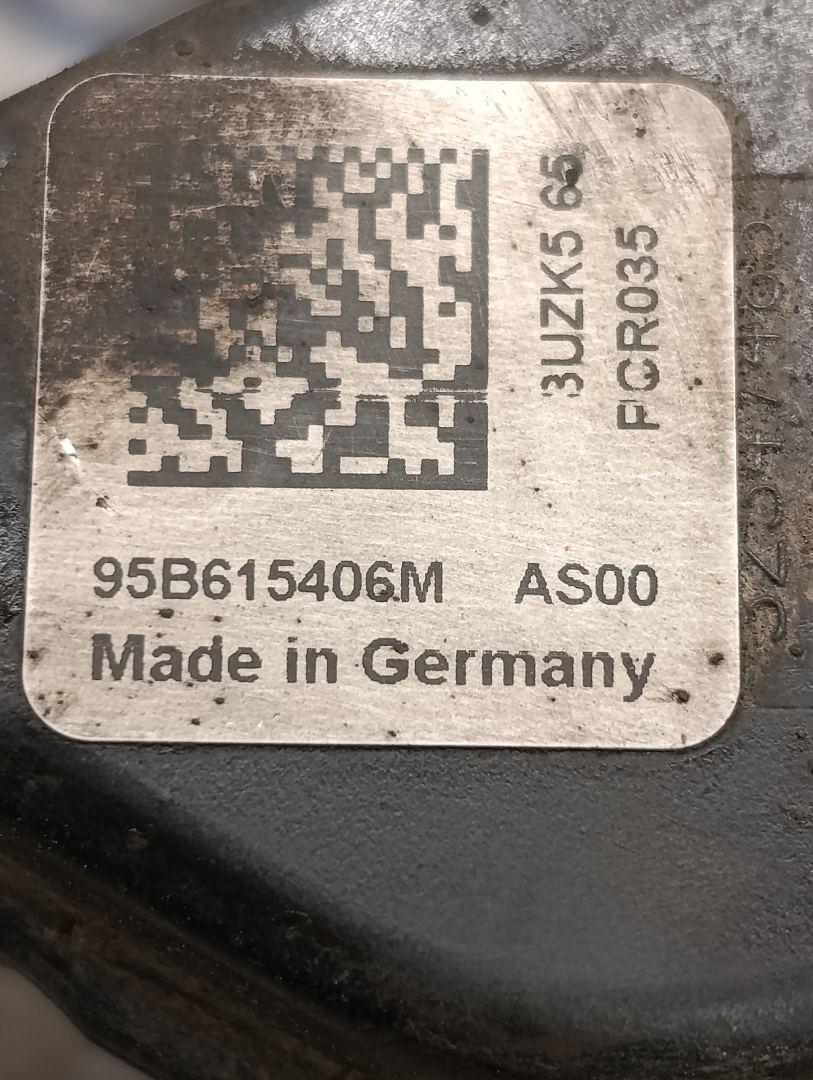 3UZK5 65
PCR035
95B615406M AS00
Made in Germany